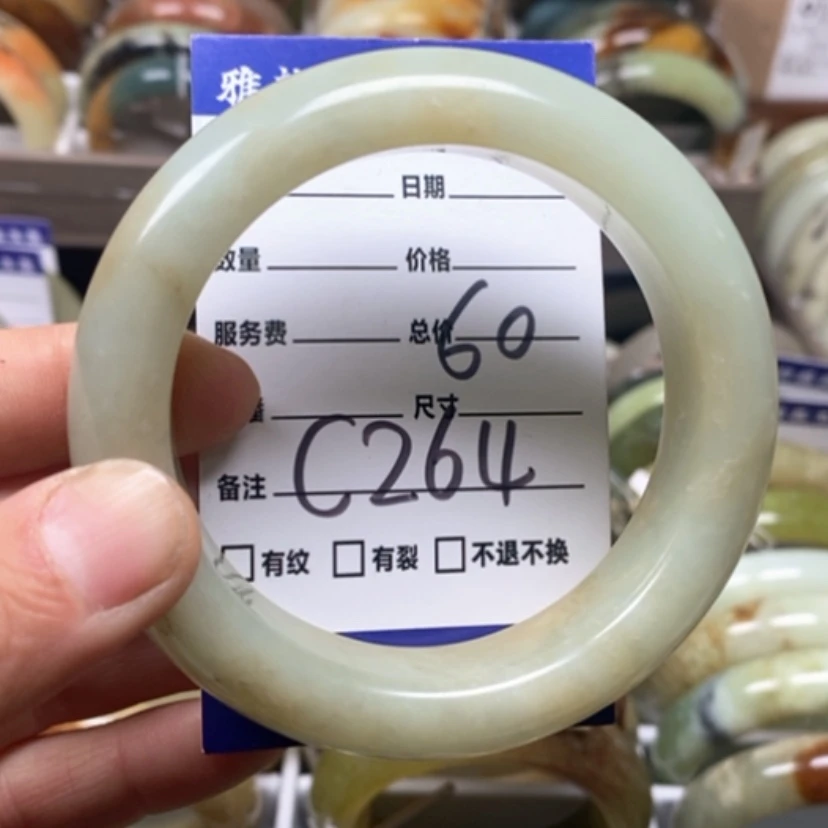 雅
日期
数量 价格
服务费 总价 60
尺寸
备注 C264
有纹 有裂 不退不换